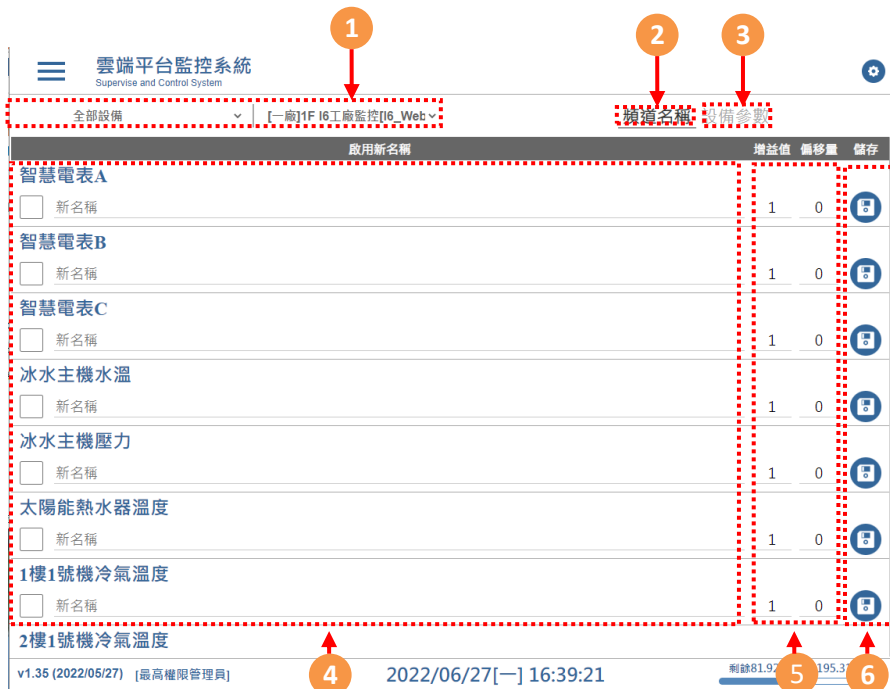 1 2 3
雲端平台監控系統
Supervise and Control System
全部設備 [一廠]1F I6工廠監控[I6_Web 頻道名稱 設備參數
啟用新名稱 增益值 偏移量 儲存
智慧電表A
新名稱 1 0
智慧電表B
新名稱 1 0
智慧電表C
新名稱 1 0
冰水主機水溫
新名稱 1 0
冰水主機壓力
新名稱 1 0
太陽能熱水器溫度
新名稱 1 0
1樓1號機冷氣溫度
新名稱 1 0
2樓1號機冷氣溫度
v1.35 (2022/05/27) [最高權限管理員] 4 2022/06/27[一] 16:39:21 剩餘81.92 5 195.3 6